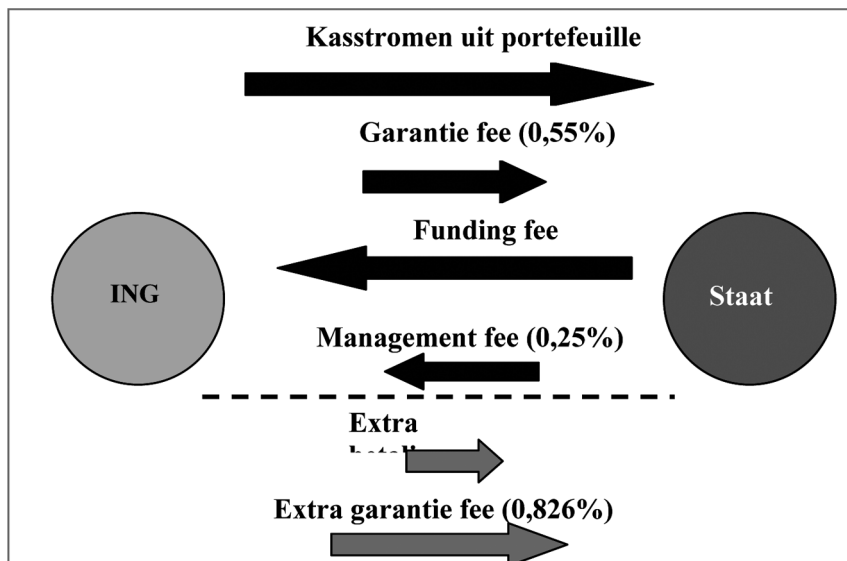 Kasstromen uit portefeuille
Garantie fee (0,55%)
Funding fee
ING
Staat
Management fee (0,25%)
Extra
Extra garantie fee (0,826%)